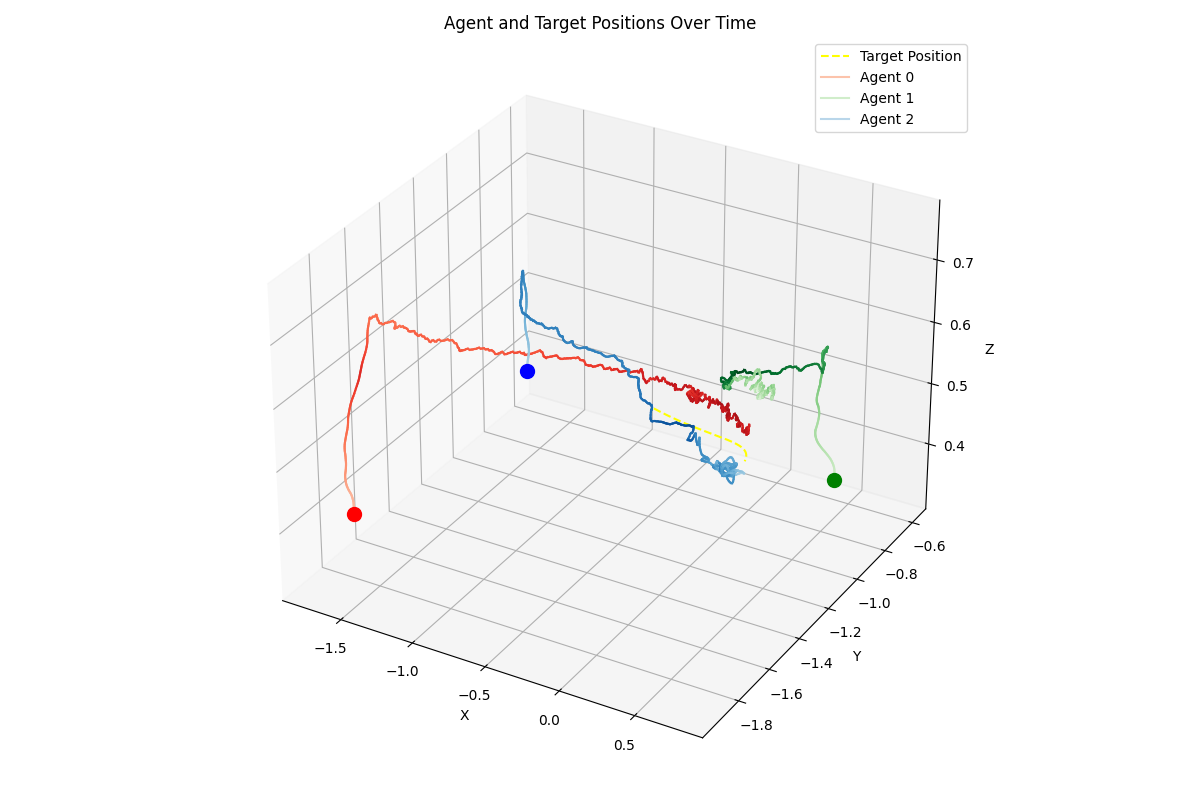 Agent and Target Positions Over Time
Target Position
Agent 0
Agent 1
Agent 2
Z
0.7
0.6
0.5
0.4
−0.6
−0.8
−1.0
−1.2
−1.4
−1.6
−1.8
Y
−1.5
−1.0
−0.5
0.0
0.5
X